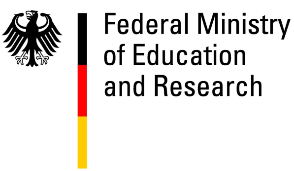 Federal Ministry
of Education
and Research